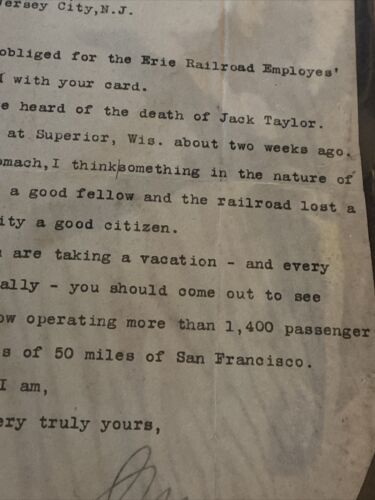 Jersey City,N.J.
obliged for the Erie Railroad Employes'
with your card.
heard of the death of Jack Taylor.
at Superior, Wis. about two weeks ago.
I think something in the nature of
a good fellow and the railroad lost a
a good citizen.
are taking a vacation - and every
ally - you should come out to see
ow operating more than 1,400 passenger
s of 50 miles of San Francisco.
I am,
ery truly yours,